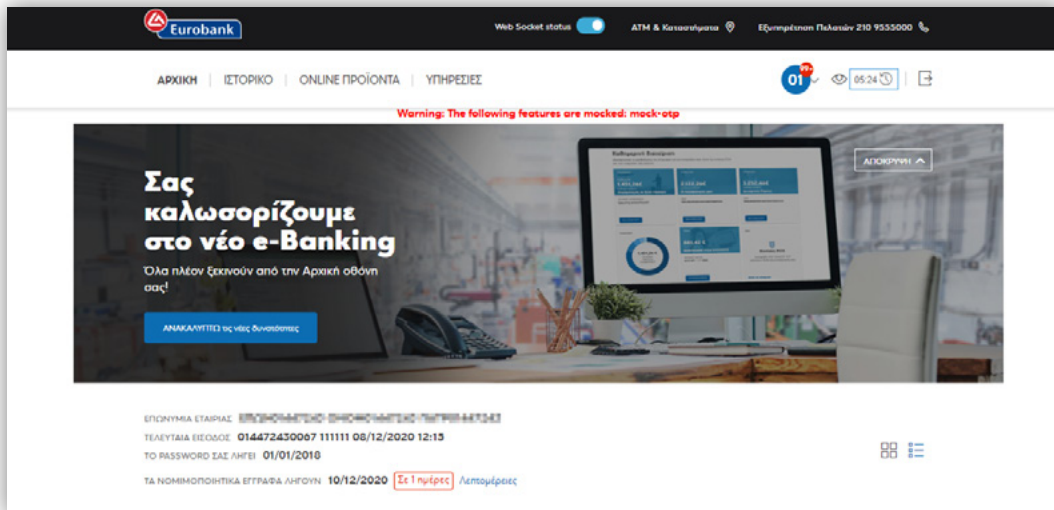 Eurobank
Web Socket status
ΑΤΜ & Καταστήματα
Εξυπηρέτηση Πελατών 210 9555000
ΑΡΧΙΚΗ | ΙΣΤΟΡΙΚΟ | ONLINE ΠΡΟΪΟΝΤΑ | ΥΠΗΡΕΣΙΕΣ
01 99+
05:24
Warning: The following features are mocked: mock-otp
ΑΠΟΚΡΥΨΗ
Σας
καλωσορίζουμε
στο νέο e-Banking
Όλα πλέον ξεκινούν από την Αρχική οθόνη
σας!
ΑΝΑΚΑΛΥΠΤΩ τις νέες δυνατότητες
ΕΠΩΝΥΜΙΑ ΕΤΑΙΡΙΑΣ
ΤΕΛΕΥΤΑΙΑ ΕΙΣΟΔΟΣ 014472430067 111111 08/12/2020 12:15
ΤΟ PASSWORD ΣΑΣ ΛΗΓΕΙ 01/01/2018
ΤΑ ΝΟΜΙΜΟΠΟΙΗΤΙΚΑ ΕΓΓΡΑΦΑ ΛΗΓΟΥΝ 10/12/2020 Σε 1 ημέρες Λεπτομέρειες